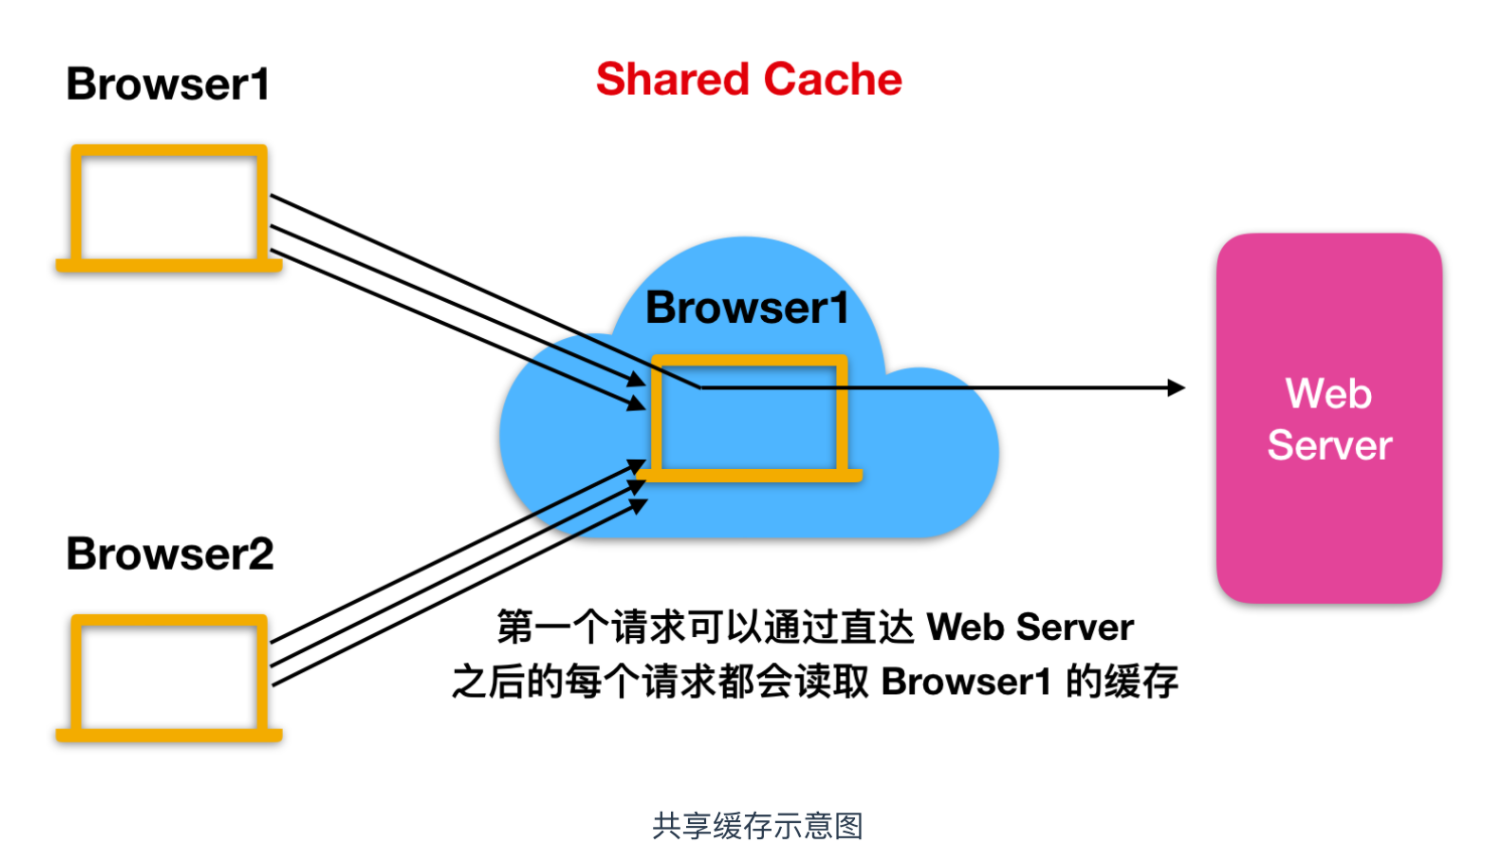 Shared Cache
Browser1
Browser1
Web
Server
Browser2
第一个请求可以通过直达 Web Server
之后的每个请求都会读取 Browser1 的缓存
共享缓存示意图